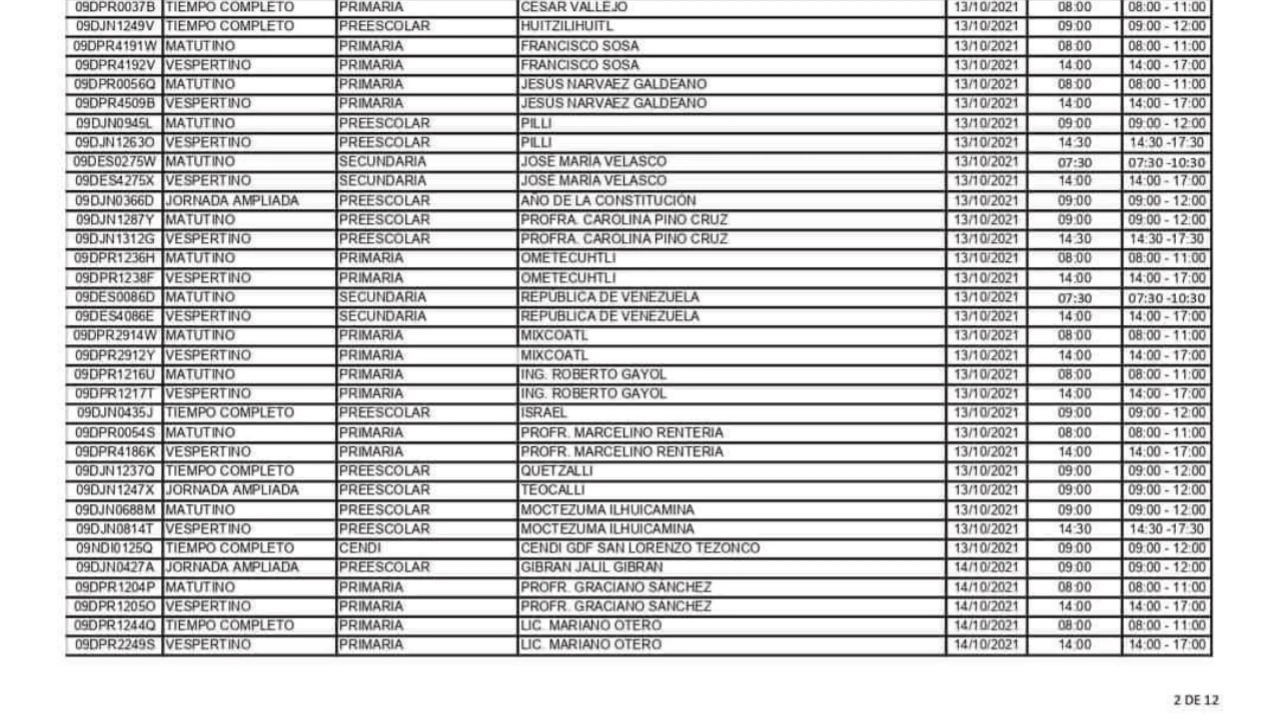 09DPR0037B TIEMPO COMPLETO PRIMARIA CESAR VALLEJO 13/10/2021 08:00 08:00 - 11:00
09DJN1249V TIEMPO COMPLETO PREESCOLAR HUITZILIHUITL 13/10/2021 09:00 09:00 - 12:00
09DPR4191W MATUTINO PRIMARIA FRANCISCO SOSA 13/10/2021 08:00 08:00 - 11:00
09DPR4192V VESPERTINO PRIMARIA FRANCISCO SOSA 13/10/2021 14:00 14:00 - 17:00
09DPR0056Q MATUTINO PRIMARIA JESÚS NARVAEZ GALDEANO 13/10/2021 08:00 08:00 - 11:00
09DPR4509B VESPERTINO PRIMARIA JESÚS NARVAEZ GALDEANO 13/10/2021 14:00 14:00 - 17:00
09DJN0945L MATUTINO PREESCOLAR PILLI 13/10/2021 09:00 09:00 - 12:00
09DJN1263O VESPERTINO PREESCOLAR PILLI 13/10/2021 14:30 14:30 -17:30
09DES0275W MATUTINO SECUNDARIA JOSÉ MARÍA VELASCO 13/10/2021 07:30 07:30 -10:30
09DES4275X VESPERTINO SECUNDARIA JOSÉ MARÍA VELASCO 13/10/2021 14:00 14:00 - 17:00
09DJN0366D JORNADA AMPLIADA PREESCOLAR AÑO DE LA CONSTITUCIÓN 13/10/2021 09:00 09:00 - 12:00
09DJN1287Y MATUTINO PREESCOLAR PROFRA. CAROLINA PINO CRUZ 13/10/2021 09:00 09:00 - 12:00
09DJN1312G VESPERTINO PREESCOLAR PROFRA. CAROLINA PINO CRUZ 13/10/2021 14:30 14:30 -17:30
09DPR1236H MATUTINO PRIMARIA OMETECUHTLI 13/10/2021 08:00 08:00 - 11:00
09DPR1238F VESPERTINO PRIMARIA OMETECUHTLI 13/10/2021 14:00 14:00 - 17:00
09DES0086D MATUTINO SECUNDARIA REPÚBLICA DE VENEZUELA 13/10/2021 07:30 07:30 -10:30
09DES4086E VESPERTINO SECUNDARIA REPÚBLICA DE VENEZUELA 13/10/2021 14:00 14:00 - 17:00
09DPR2914W MATUTINO PRIMARIA MIXCOATL 13/10/2021 08:00 08:00 - 11:00
09DPR2912Y VESPERTINO PRIMARIA MIXCOATL 13/10/2021 14:00 14:00 - 17:00
09DPR1216U MATUTINO PRIMARIA ING. ROBERTO GAYOL 13/10/2021 08:00 08:00 - 11:00
09DPR1217T VESPERTINO PRIMARIA ING. ROBERTO GAYOL 13/10/2021 14:00 14:00 - 17:00
09DJN0435J TIEMPO COMPLETO PREESCOLAR ISRAEL 13/10/2021 09:00 09:00 - 12:00
09DPR0054S MATUTINO PRIMARIA PROFR. MARCELINO RENTERIA 13/10/2021 08:00 08:00 - 11:00
09DPR4186K VESPERTINO PRIMARIA PROFR. MARCELINO RENTERIA 13/10/2021 14:00 14:00 - 17:00
09DJN1237Q TIEMPO COMPLETO PREESCOLAR QUETZALLI 13/10/2021 09:00 09:00 - 12:00
09DJN1247X JORNADA AMPLIADA PREESCOLAR TEOCALLI 13/10/2021 09:00 09:00 - 12:00
09DJN0688M MATUTINO PREESCOLAR MOCTEZUMA ILHUICAMINA 13/10/2021 09:00 09:00 - 12:00
09DJN0814T VESPERTINO PREESCOLAR MOCTEZUMA ILHUICAMINA 13/10/2021 14:30 14:30 -17:30
09NDI0125Q TIEMPO COMPLETO CENDI CENDI GDF SAN LORENZO TEZONCO 13/10/2021 09:00 09:00 - 12:00
09DJN0427A JORNADA AMPLIADA PREESCOLAR GIBRAN JALIL GIBRAN 14/10/2021 09:00 09:00 - 12:00
09DPR1204P MATUTINO PRIMARIA PROFR. GRACIANO SÁNCHEZ 14/10/2021 08:00 08:00 - 11:00
09DPR1205O VESPERTINO PRIMARIA PROFR. GRACIANO SÁNCHEZ 14/10/2021 14:00 14:00 - 17:00
09DPR1244Q TIEMPO COMPLETO PRIMARIA LIC. MARIANO OTERO 14/10/2021 08:00 08:00 - 11:00
09DPR2249S VESPERTINO PRIMARIA LIC. MARIANO OTERO 14/10/2021 14:00 14:00 - 17:00
2 DE 12